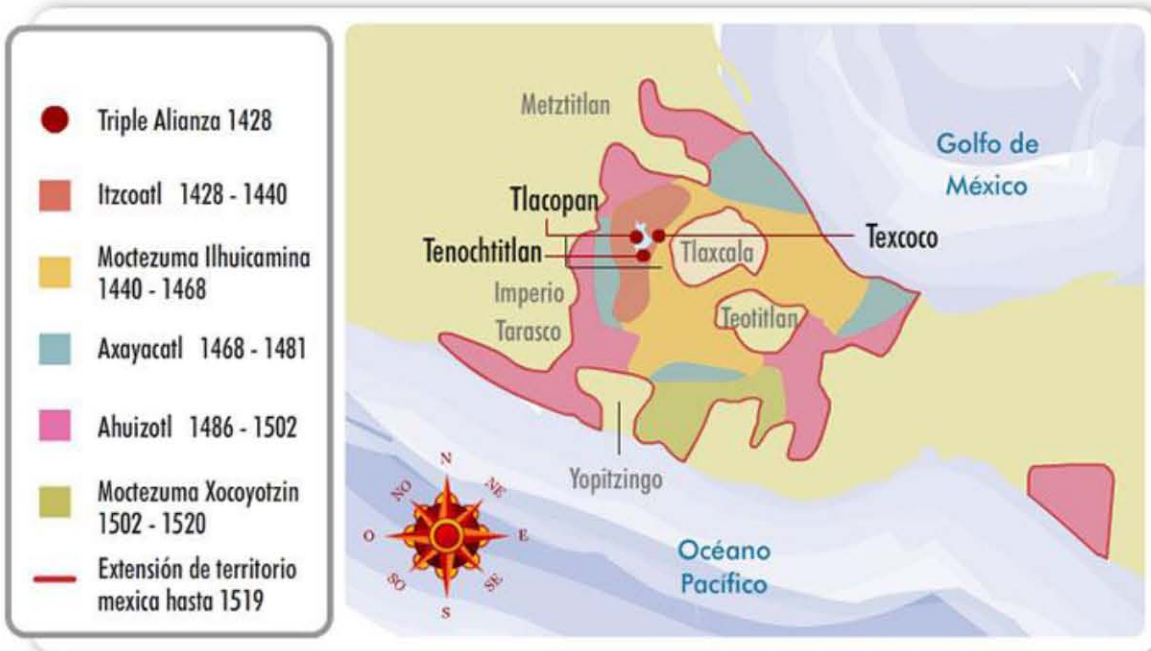 Triple Alianza 1428
Itzcoatl 1428 - 1440
Moctezuma Ilhuicamina
1440 - 1468
Axayacatl 1468 - 1481
Ahuizotl 1486 - 1502
Moctezuma Xocoyotzin
1502 - 1520
Extensión de territorio
mexica hasta 1519
Metztitlan
Golfo de
México
Tlacopan
Texcoco
Tenochtitlan
Tlaxcala
Imperio
Tarasco
Teotitlan
Yopitzingo
Océano
Pacífico
N
NO
NE
O
E
SO
SE
S